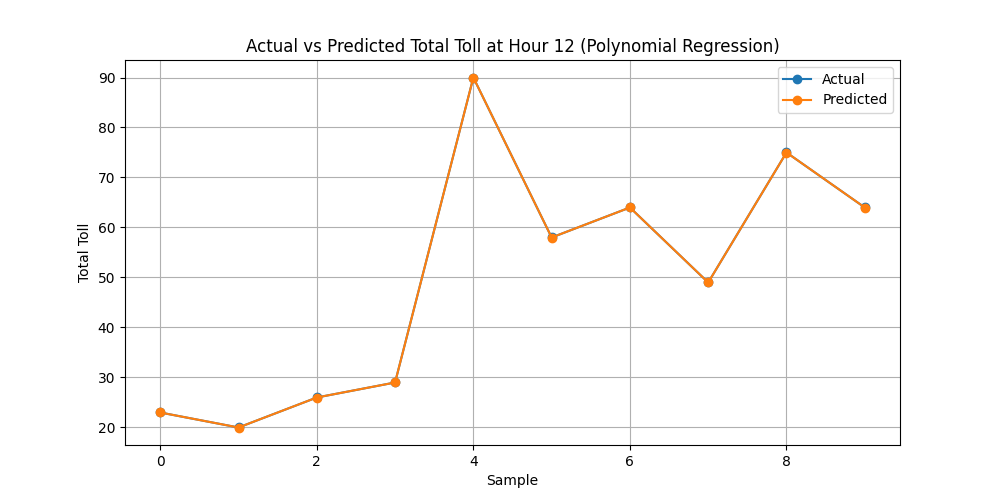 Actual vs Predicted Total Toll at Hour 12 (Polynomial Regression)
Actual
Predicted
Total Toll
90
80
70
60
50
40
30
20
0 2 4 6 8
Sample